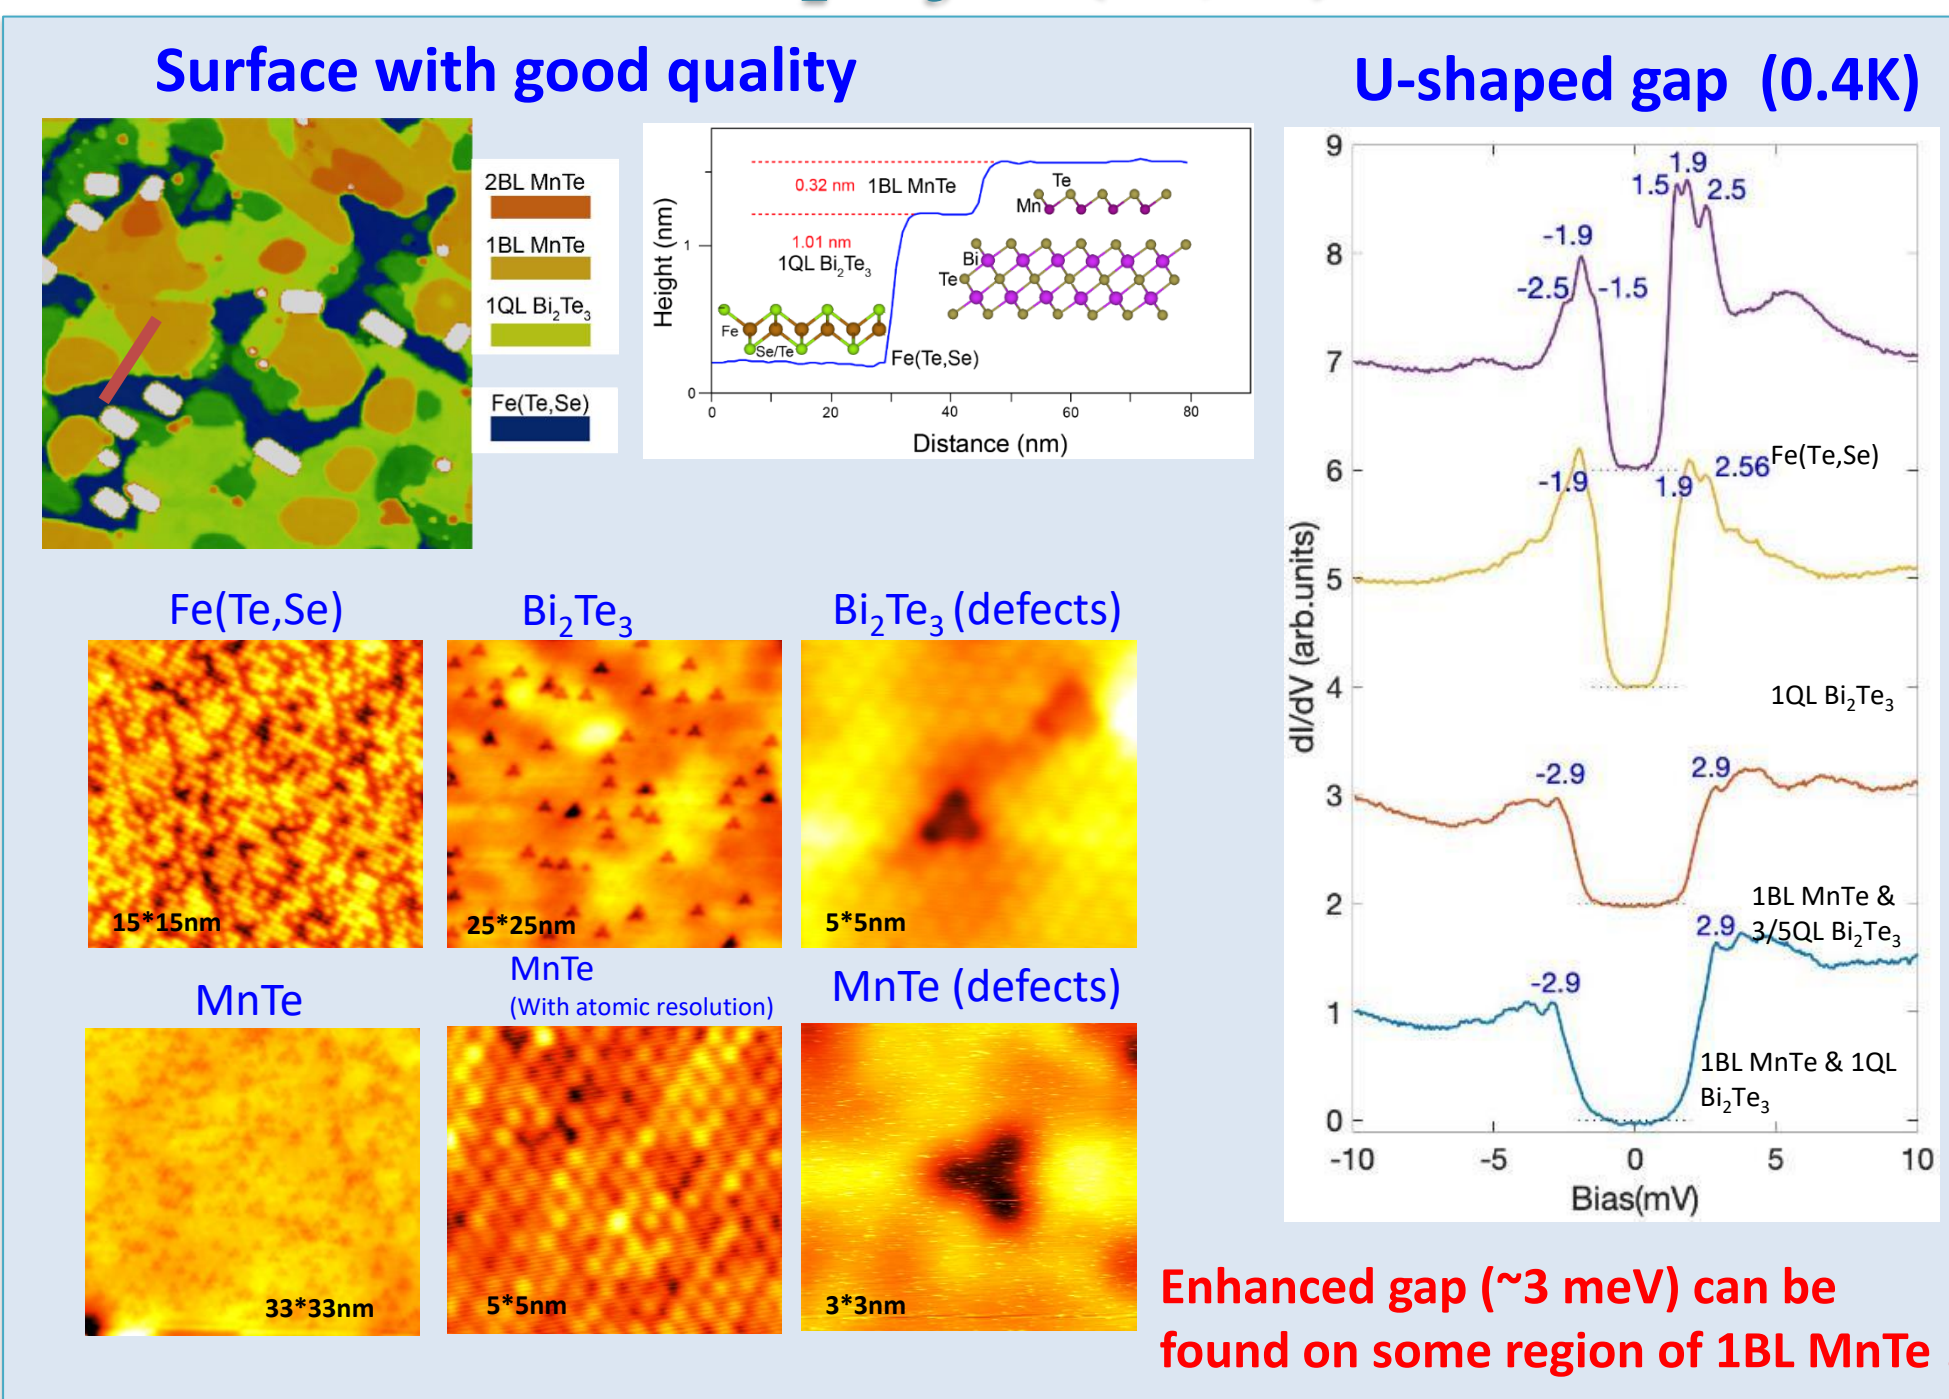 Surface with good quality
U-shaped gap (0.4K)
2BL MnTe
1BL MnTe
1QL Bi₂Te₃
Fe(Te,Se)
Height (nm)
1
0
0.32 nm 1BL MnTe
1.01 nm
1QL Bi₂Te₃
Te
Mn
Bi
Te
Fe
Se/Te
Fe(Te,Se)
0 20 40 60 80
Distance (nm)
Fe(Te,Se)
15*15nm
Bi₂Te₃
25*25nm
Bi₂Te₃ (defects)
5*5nm
MnTe
33*33nm
MnTe
(With atomic resolution)
5*5nm
MnTe (defects)
3*3nm
dI/dV (arb.units)
9
8
7
6
5
4
3
2
1
0
1.9
1.5
2.5
-1.9
-2.5
-1.5
Fe(Te,Se)
-1.9
1.9
2.56
1QL Bi₂Te₃
-2.9
2.9
1BL MnTe &
3/5QL Bi₂Te₃
-2.9
2.9
1BL MnTe & 1QL
Bi₂Te₃
-10 -5 0 5 10
Bias(mV)
Enhanced gap (~3 meV) can be
found on some region of 1BL MnTe